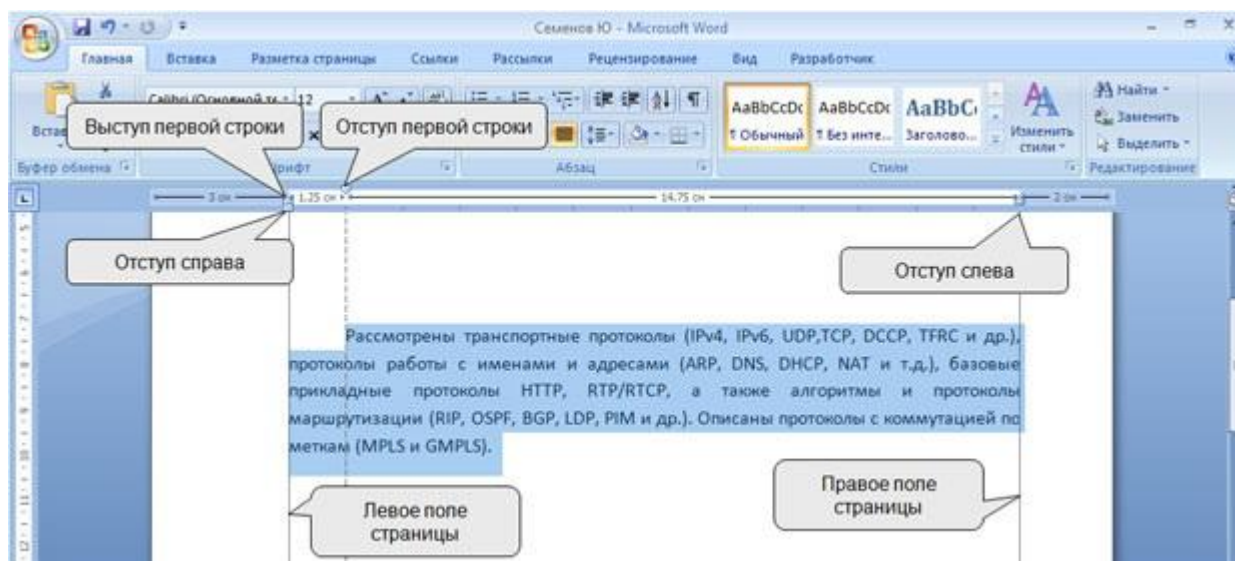 Семенов Ю - Microsoft Word
Главная Вставка Разметка страницы Ссылки Рассылки Рецензирование Вид Разработчик
12
AaBbCcDc AaBbCcDc AaBbC
Найти
Заменить
Выделить
Выступ первой строки
Отступ первой строки
¶ Обычный ¶ Без инте... Заголово...
Изменить
стили
Буфер обмена Абзац Стили Редактирование
3 см 1,25 см 14,75 см 2 см
Отступ справа
Отступ слева
Рассмотрены транспортные протоколы (IPv4, IPv6, UDP,TCP, DCCP, TFRC и др.),
протоколы работы с именами и адресами (ARP, DNS, DHCP, NAT и т.д.), базовые
прикладные протоколы HTTP, RTP/RTCP, а также алгоритмы и протоколы
маршрутизации (RIP, OSPF, BGP, LDP, PIM и др.). Описаны протоколы с коммутацией по
меткам (MPLS и GMPLS).
Левое поле
страницы
Правое поле
страницы